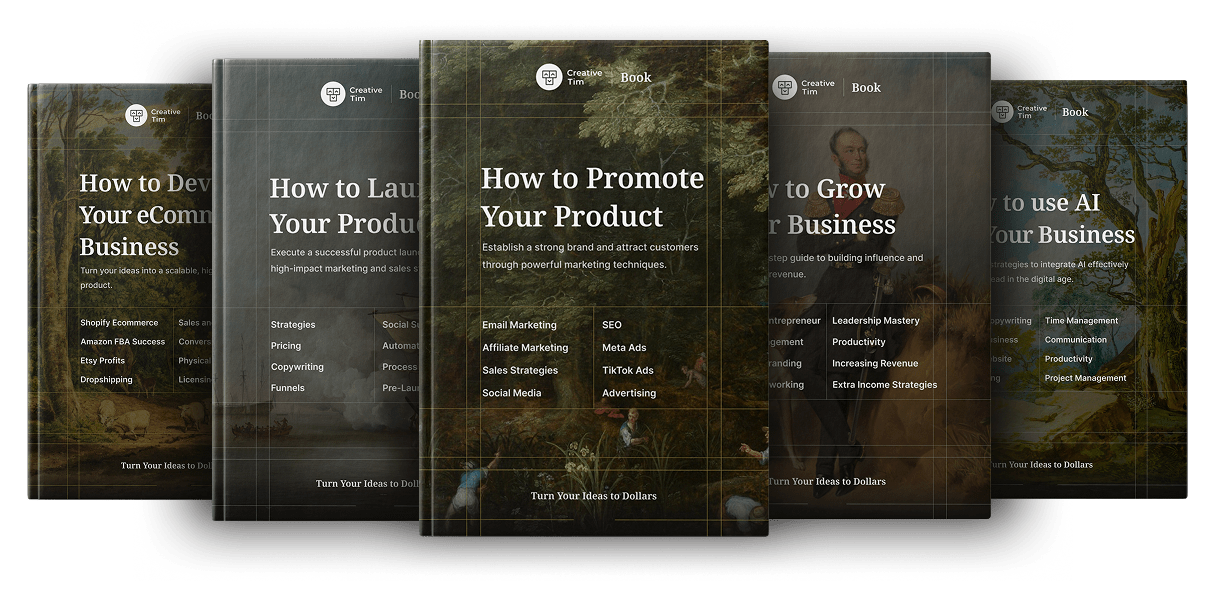 Creative
Tim
Book
How to Dev
Your eComm
Business
Turn your ideas into a scalable, hig
product.
Shopify Ecommerce
Amazon FBA Success
Etsy Profits
Dropshipping
Sales an
Convers
Physical
Licensin
Turn Your Ideas to Dol
Creative
Tim
Boo
How to Lau
Your Produc
Execute a successful product laun
high-impact marketing and sales s
Strategies
Pricing
Copywriting
Funnels
Social Su
Automat
Process
Pre-Laun
Turn Your Ideas to Doll
Creative
Tim
Book
How to Promote
Your Product
Establish a strong brand and attract customers
through powerful marketing techniques.
Email Marketing
Affiliate Marketing
Sales Strategies
Social Media
SEO
Meta Ads
TikTok Ads
Advertising
Turn Your Ideas to Dollars
Creative
Tim
Book
to Grow
Business
step guide to building influence and
revenue.
ntrepreneur
gement
randing
working
Leadership Mastery
Productivity
Increasing Revenue
Extra Income Strategies
Turn Your Ideas to Dollars
Creative
Tim
Book
to use AI
Your Business
strategies to integrate AI effectively
ead in the digital age.
opywriting
usiness
bsite
ng
Time Management
Communication
Productivity
Project Management
urn Your Ideas to Dollars